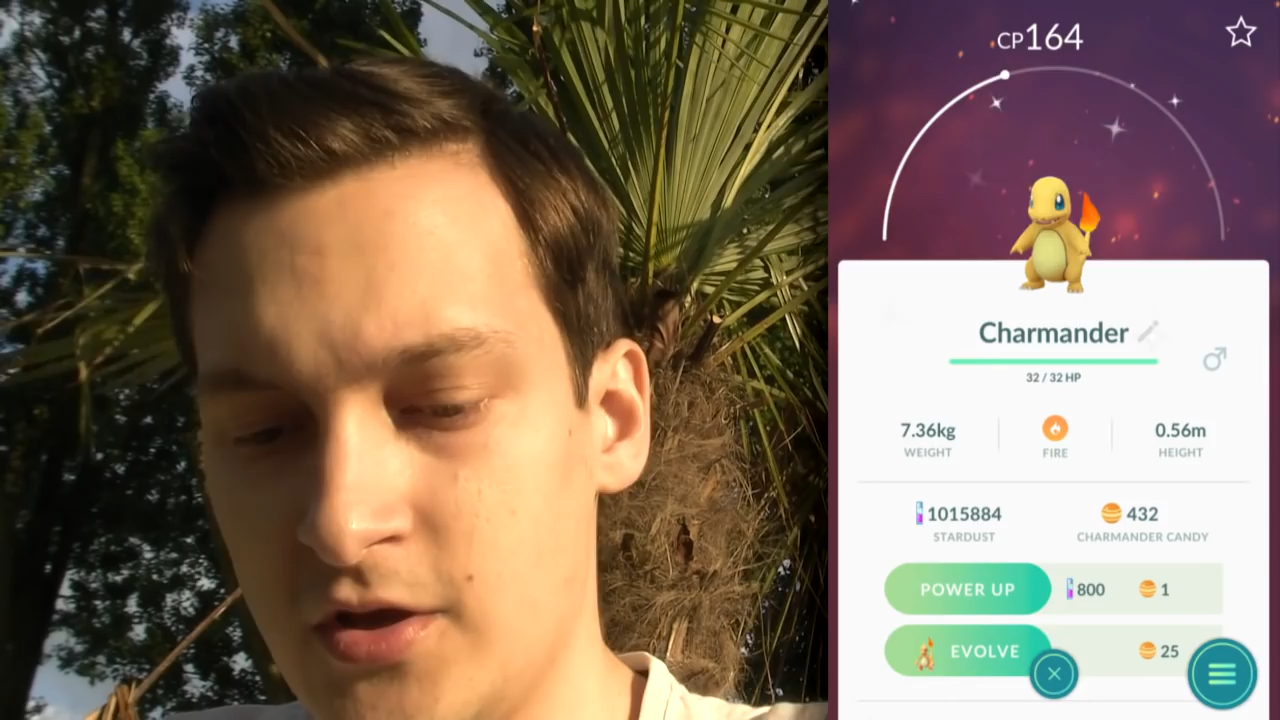 CP164
Charmander
32 / 32 HP
7.36kg
WEIGHT
FIRE
0.56m
HEIGHT
1015884
STARDUST
432
CHARMANDER CANDY
POWER UP 800 1
EVOLVE 25